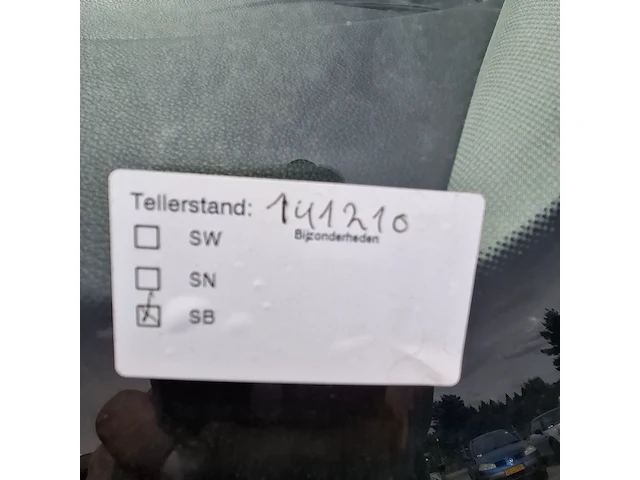 Tellerstand: 141210
Bijzonderheden
SW
SN
SB